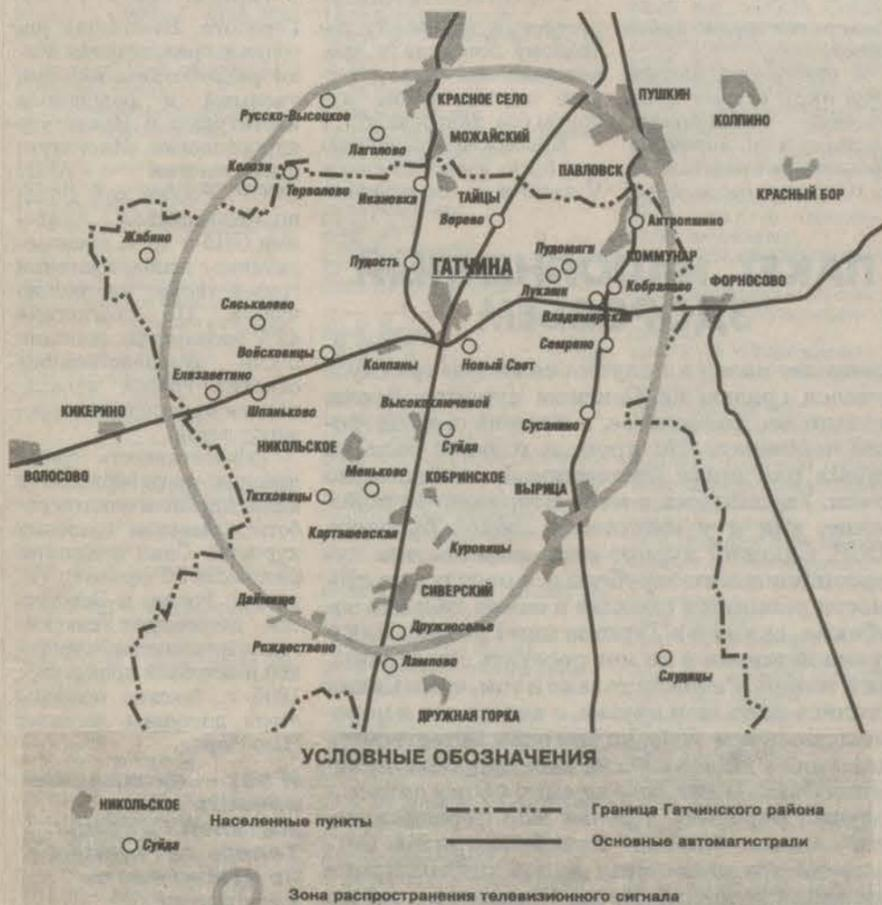 КРАСНОЕ СЕЛО
ПУШКИН
КОЛПИНО
Русско-Высоцкое
Лаголово
МОЖАЙСКИЙ
ПАВЛОВСК
КРАСНЫЙ БОР
Терволово
Ивановка
ТАЙЦЫ
Верево
Антропшино
Жабино
Пудость
ГАТЧИНА
Пудомяги
КОММУНАР
Лукаши
Кобралово
ФОРНОСОВО
Владимирская
Сяськелево
Войсковицы
Колпаны
Новый Свет
Семрино
Елизаветино
Шпаньково
Высокоключевой
КИКЕРИНО
НИКОЛЬСКОЕ
Суйда
Сусанино
ВОЛОСОВО
Меньково
КОБРИНСКОЕ
ВЫРИЦА
Тихковицы
Карташевская
Куровицы
СИВЕРСКИЙ
Даймище
Рождествено
Дружноселье
Лампово
Слудицы
ДРУЖНАЯ ГОРКА
УСЛОВНЫЕ ОБОЗНАЧЕНИЯ
НИКОЛЬСКОЕ
Населенные пункты
Суйда
Граница Гатчинского района
Основные автомагистрали
Зона распространения телевизионного сигнала